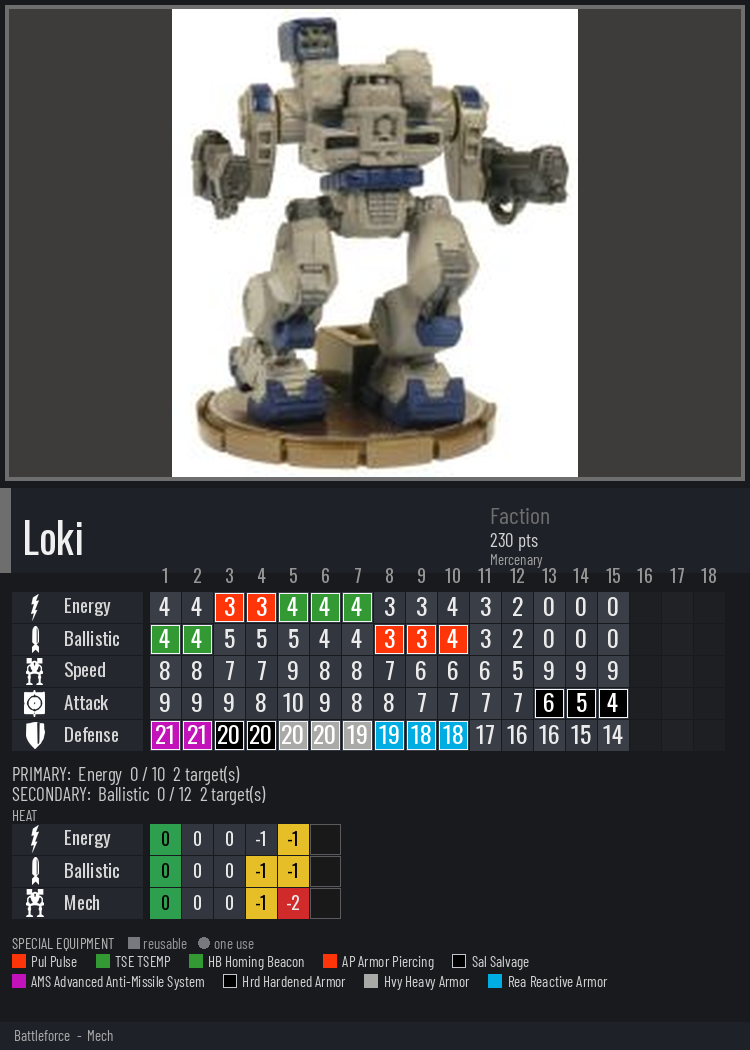 Loki
Faction
230 pts
Mercenary
1 2 3 4 5 6 7 8 9 10 11 12 13 14 15 16 17 18
Energy 4 4 3 3 4 4 4 3 3 4 3 2 0 0 0
Ballistic 4 4 5 5 5 4 4 3 3 4 3 2 0 0 0
Speed 8 8 7 7 9 8 8 7 6 6 6 5 9 9 9
Attack 9 9 9 8 10 9 8 8 7 7 7 7 6 5 4
Defense 21 21 20 20 20 20 19 19 18 18 17 16 16 15 14
PRIMARY: Energy 0 / 10 2 target(s)
SECONDARY: Ballistic 0 / 12 2 target(s)
HEAT
Energy 0 0 0 -1 -1
Ballistic 0 0 0 -1 -1
Mech 0 0 0 -1 -2
SPECIAL EQUIPMENT reusable one use
Pul Pulse TSE TSEMP HB Homing Beacon AP Armor Piercing Sal Salvage
AMS Advanced Anti-Missile System Hrd Hardened Armor Hvy Heavy Armor Rea Reactive Armor
Battleforce - Mech